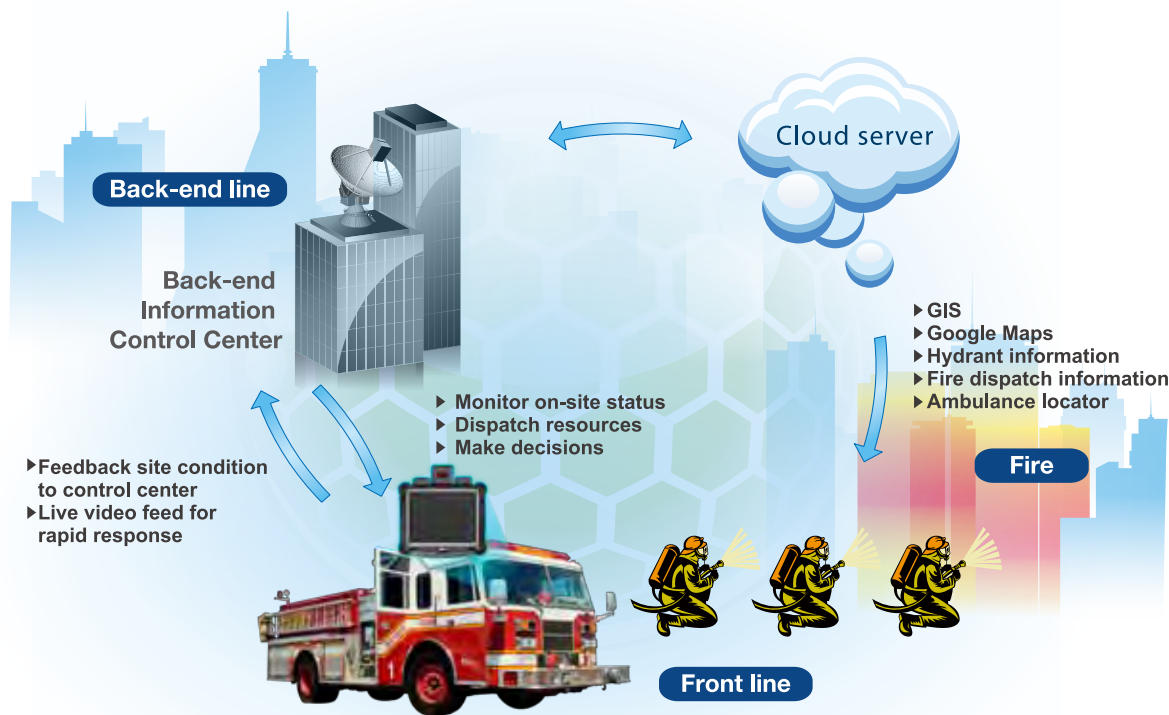 Cloud server
Back-end line
Back-end
Information
Control Center
GIS
Google Maps
Hydrant information
Fire dispatch information
Ambulance locator
Monitor on-site status
Dispatch resources
Make decisions
Feedback site condition
to control center
Live video feed for
rapid response
Fire
1
Front line